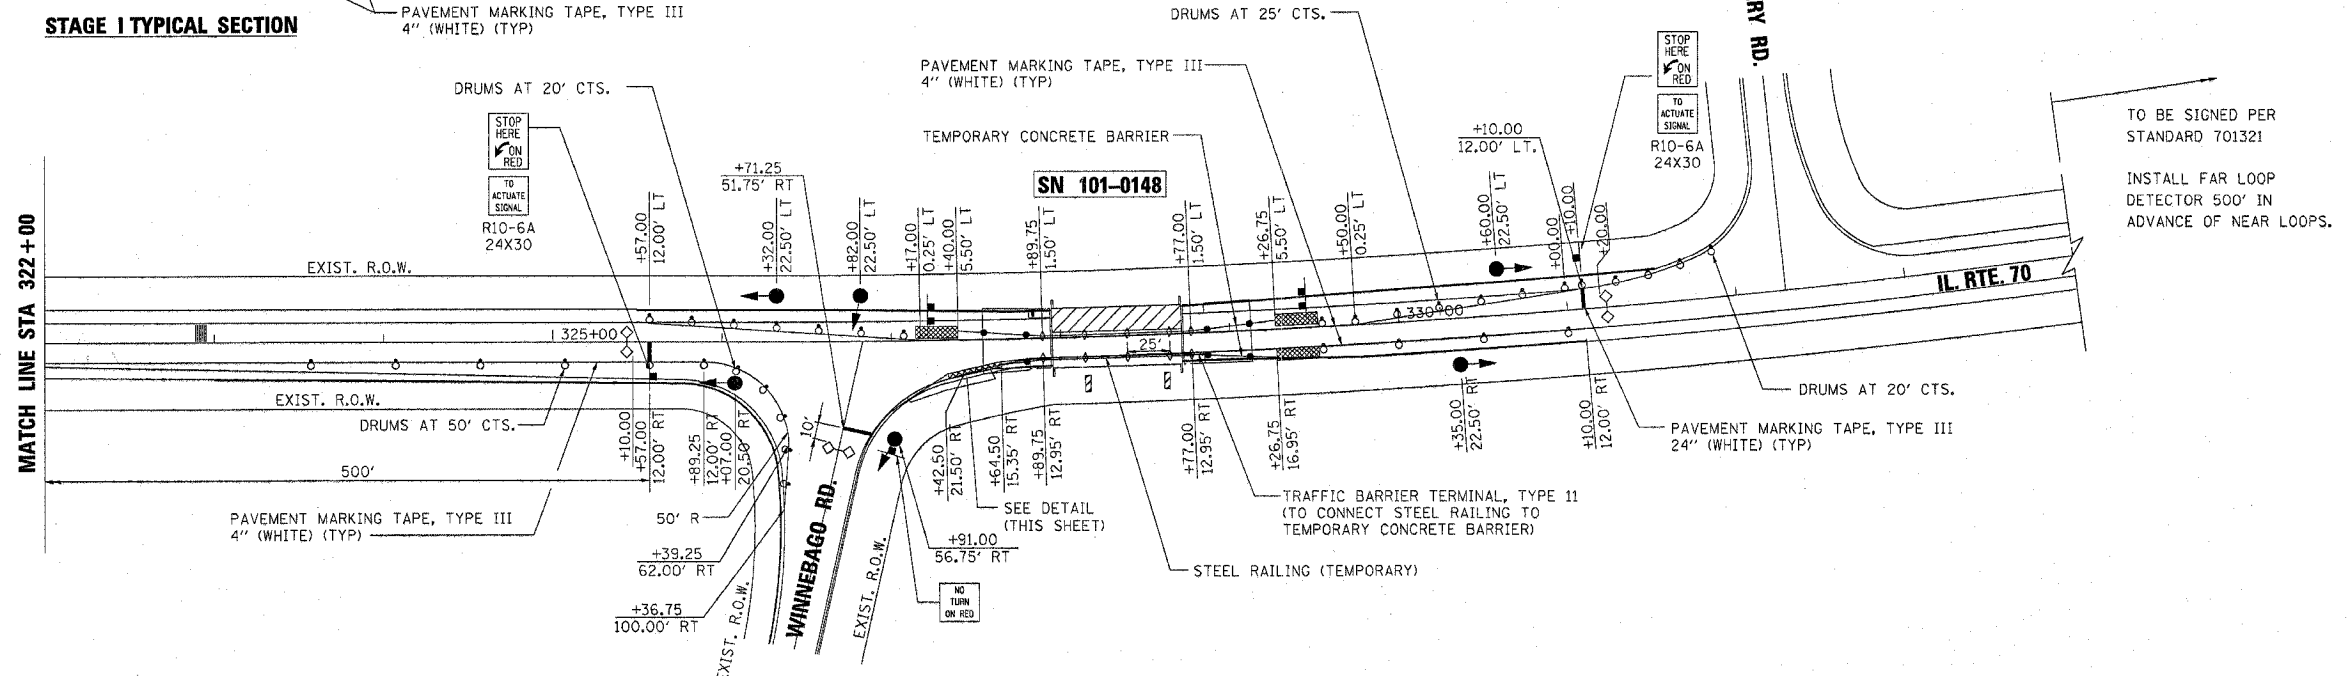 STAGE I TYPICAL SECTION
PAVEMENT MARKING TAPE, TYPE III
4" (WHITE) (TYP)
DRUMS AT 25' CTS.
RY RD.
STOP
HERE
ON
RED
TO
ACTUATE
SIGNAL
R10-6A
24X30
TO BE SIGNED PER
STANDARD 701321
INSTALL FAR LOOP
DETECTOR 500' IN
ADVANCE OF NEAR LOOPS.
PAVEMENT MARKING TAPE, TYPE III
4" (WHITE) (TYP)
DRUMS AT 20' CTS.
STOP
HERE
ON
RED
TO
ACTUATE
SIGNAL
R10-6A
24X30
TEMPORARY CONCRETE BARRIER
+10.00
12.00' LT.
+71.25
51.75' RT
SN 101-0148
MATCH LINE STA 322+00
+57.00
12.00' LT
+32.00
22.50' LT
+82.00
22.50' LT
+17.00
0.25' LT
+40.00
5.50' LT
+89.75
1.50' LT
+77.00
1.50' LT
+26.75
5.50' LT
+50.00
0.25' LT
+60.00
22.50' LT
+00.00
+10.00
+20.00
EXIST. R.O.W.
IL. RTE. 70
325+00
330+00
25'
EXIST. R.O.W.
DRUMS AT 50' CTS.
DRUMS AT 20' CTS.
10'
+10.00
+57.00
12.00' RT
+89.25
12.00' RT
+07.00
20.50' RT
+42.50
21.50' RT
+64.50
15.35' RT
+89.75
12.95' RT
+77.00
12.95' RT
+26.75
16.95' RT
+35.00
22.50' RT
+10.00
12.00' RT
PAVEMENT MARKING TAPE, TYPE III
24" (WHITE) (TYP)
500'
PAVEMENT MARKING TAPE, TYPE III
4" (WHITE) (TYP)
50' R
SEE DETAIL
(THIS SHEET)
TRAFFIC BARRIER TERMINAL, TYPE 11
(TO CONNECT STEEL RAILING TO
TEMPORARY CONCRETE BARRIER)
+39.25
62.00' RT
+91.00
56.75' RT
STEEL RAILING (TEMPORARY)
NO
TURN
ON RED
+36.75
100.00' RT
WINNEBAGO RD.
EXIST. R.O.W.
EXIST. R.O.W.